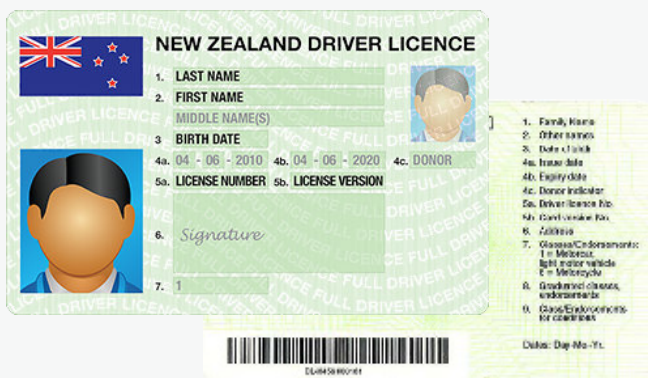 NEW ZEALAND DRIVER LICENCE
1. LAST NAME
2. FIRST NAME
MIDDLE NAME(S)
3 BIRTH DATE
4a. 04 - 06 - 2010 4b. 04 - 06 - 2020 4c. DONOR
5a. LICENSE NUMBER 5b. LICENSE VERSION
6. Signature
7. 1
1. Family Name
2. Other names
3. Date of birth
4a. Issue date
4b. Expiry date
4c. Donor indicator
5a. Driver licence No.
5b. Card version No.
6. Address
7. Classes/Endorsements:
1 = Motorcar,
light motor vehicle
6 = Motorcycle
8. Graduated classes,
endorsements
9. Class/Endorsements
for conditions
Dates: Day-Mo-Yr.